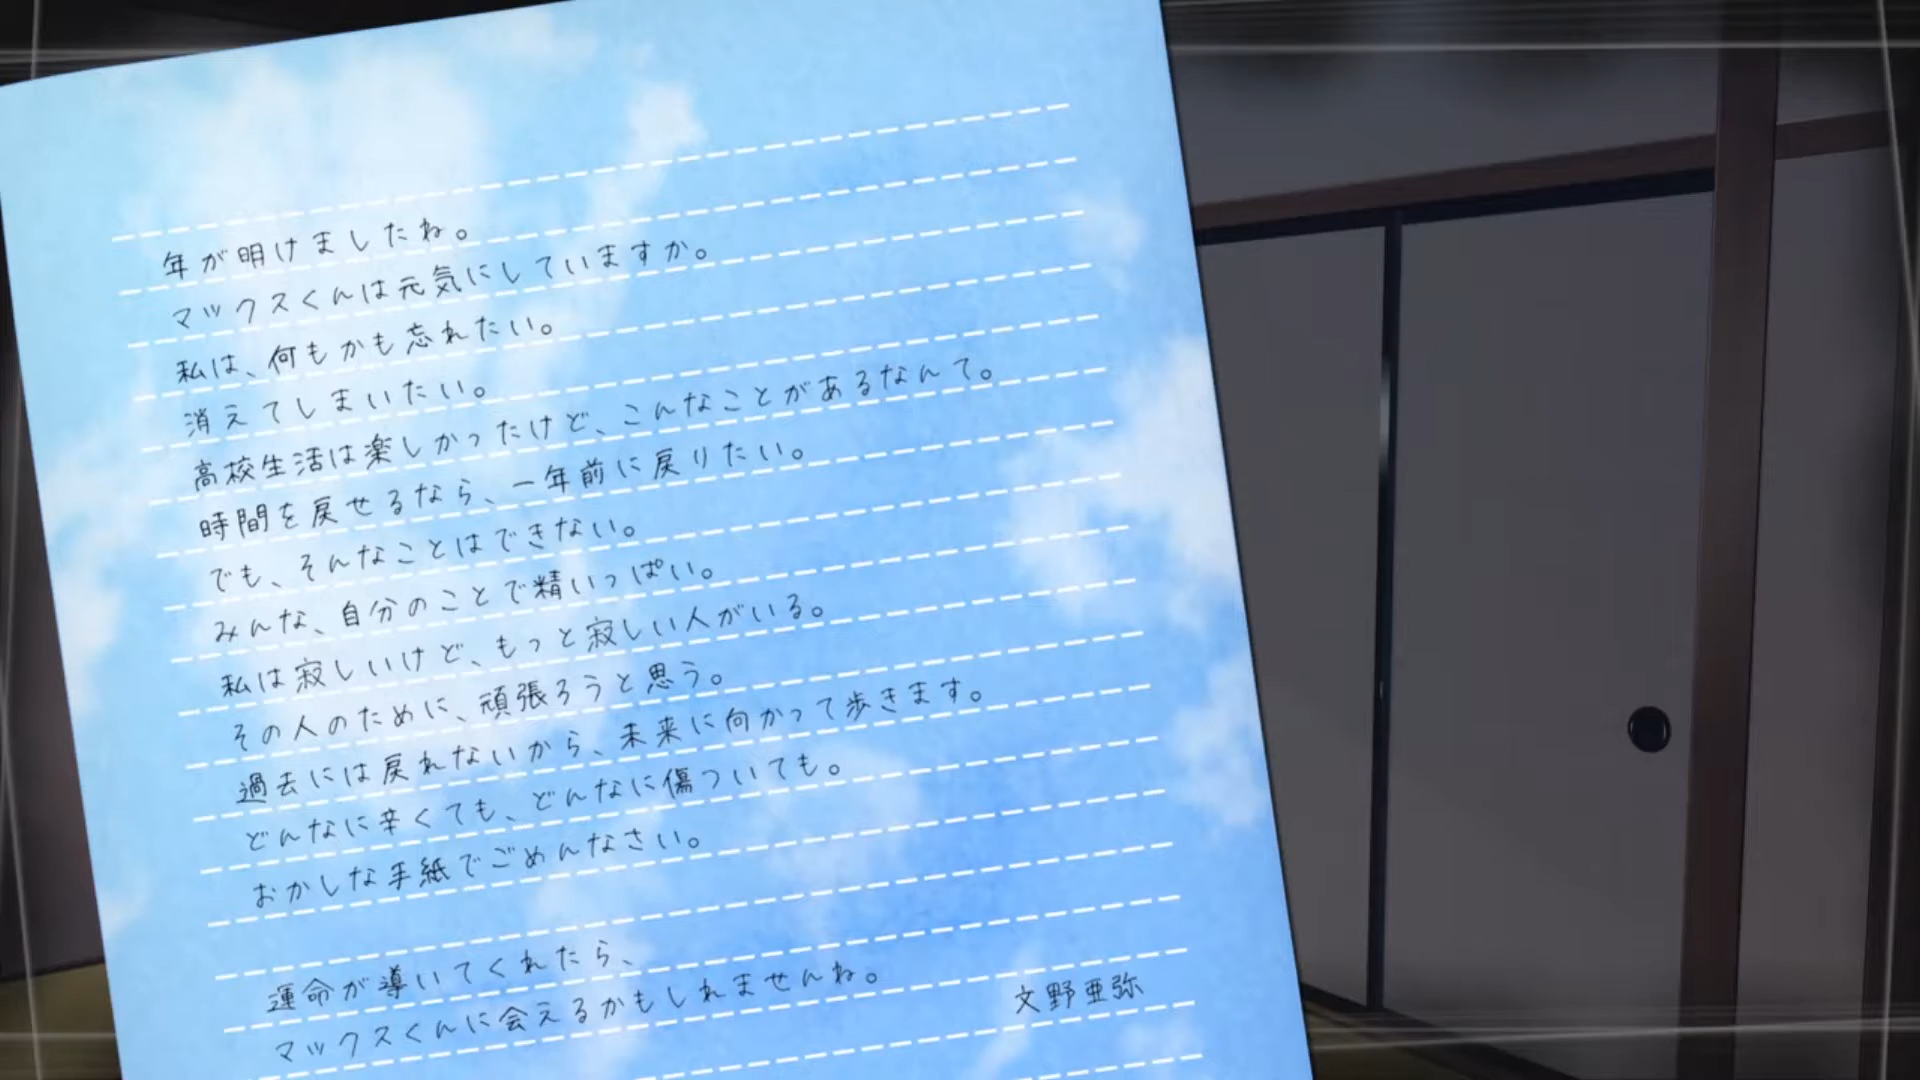 年が明けましたね。
マックスくんは元気にしていますか。
私は、何もかも忘れたい。
消えてしまいたい。
高校生活は楽しかったけど、こんなことがあるなんて。
時間を戻せるなら、一年前に戻りたい。
でも、そんなことはできない。
みんな、自分のことで精いっぱい。
私は寂しいけど、もっと寂しい人がいる。
その人のために、頑張ろうと思う。
過去には戻れないから、未来に向かって歩きます。
どんなに辛くても、どんなに傷ついても。
おかしな手紙でごめんなさい。
運命が導いてくれたら、
マックスくんに会えるかもしれませんね。
文野亜弥